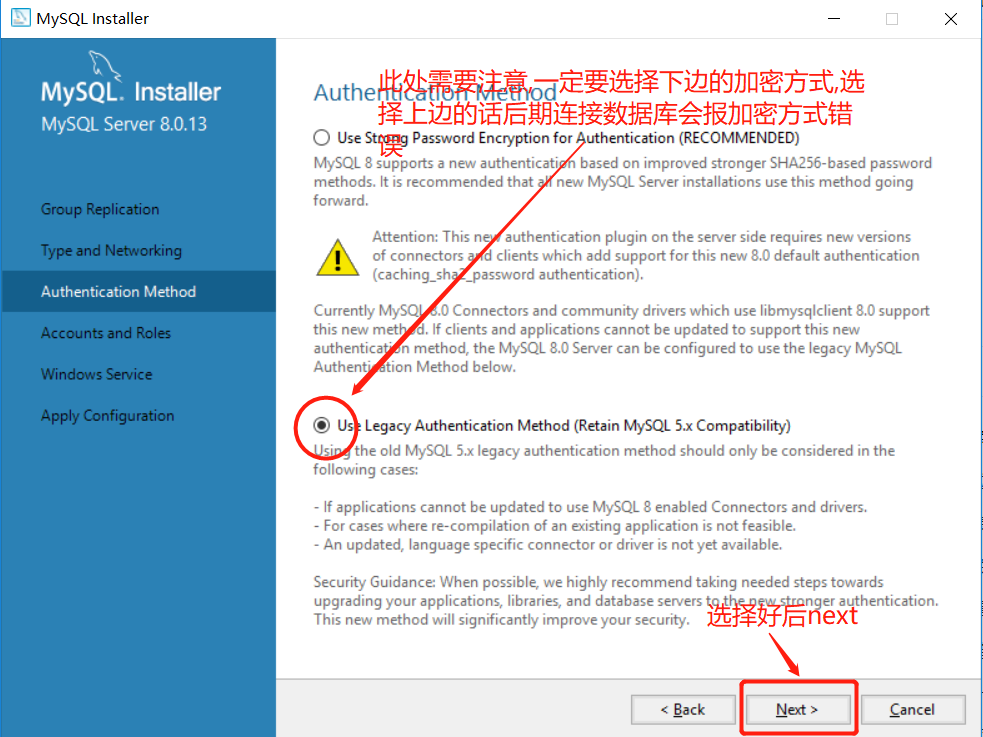 MySQL Installer
MySQL. Installer
MySQL Server 8.0.13
Group Replication
Type and Networking
Authentication Method
Accounts and Roles
Windows Service
Apply Configuration
Authentication Method
此处需要注意,一定要选择下边的加密方式,选
择上边的话后期连接数据库会报加密方式错
误
Use Strong Password Encryption for Authentication (RECOMMENDED)
MySQL 8 supports a new authentication based on improved stronger SHA256-based password
methods. It is recommended that all new MySQL Server installations use this method going
forward.
Attention: This new authentication plugin on the server side requires new versions
of connectors and clients which add support for this new 8.0 default authentication
(caching_sha2_password authentication).
Currently MySQL 8.0 Connectors and community drivers which use libmysqlclient 8.0 support
this new method. If clients and applications cannot be updated to support this new
authentication method, the MySQL 8.0 Server can be configured to use the legacy MySQL
Authentication Method below.
Use Legacy Authentication Method (Retain MySQL 5.x Compatibility)
Using the old MySQL 5.x legacy authentication method should only be considered in the
following cases:
- If applications cannot be updated to use MySQL 8 enabled Connectors and drivers.
- For cases where re-compilation of an existing application is not feasible.
- An updated, language specific connector or driver is not yet available.
Security Guidance: When possible, we highly recommend taking needed steps towards
upgrading your applications, libraries, and database servers to the new stronger authentication.
This new method will significantly improve your security.
选择好后next
< Back
Next >
Cancel